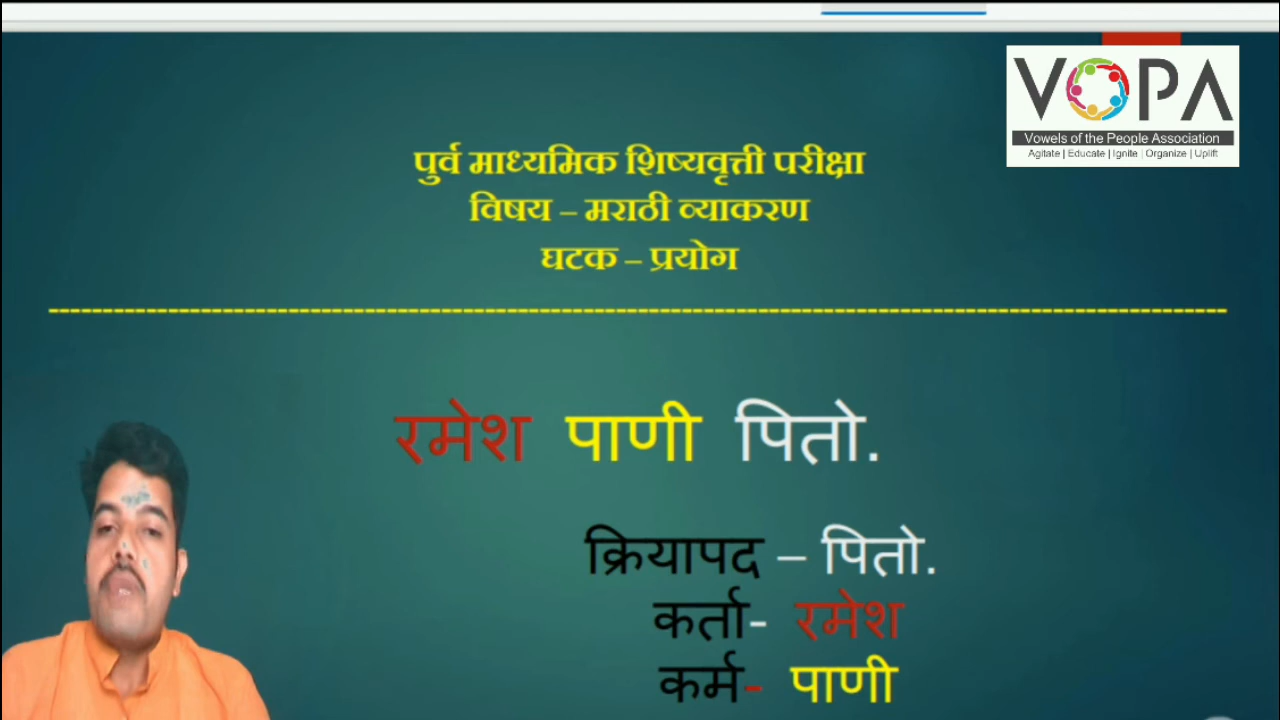 VOPA
Vowels of the People Association
Agitate | Educate | Ignite | Organize | Uplift
पुर्व माध्यमिक शिष्यवृत्ती परीक्षा
विषय – मराठी व्याकरण
घटक – प्रयोग
रमेश पाणी पितो.
क्रियापद – पितो.
कर्ता- रमेश
कर्म- पाणी